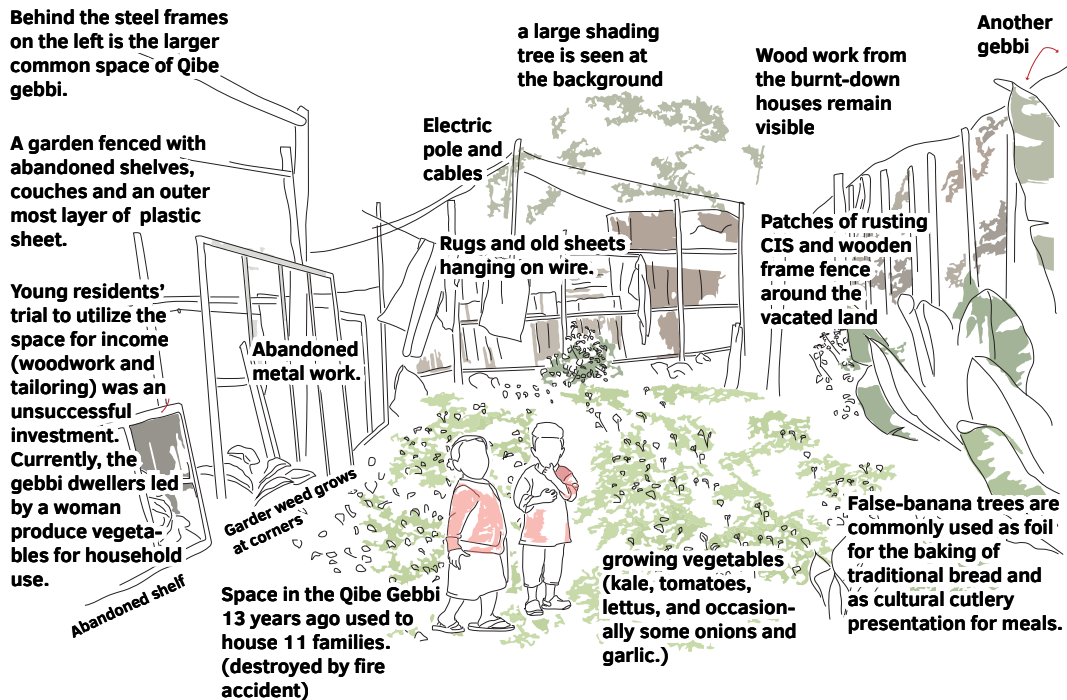 Behind the steel frames
on the left is the larger
common space of Qibe
gebbi.
a large shading
tree is seen at
the background
Wood work from
the burnt-down
houses remain
visible
Another
gebbi
Electric
pole and
cables
A garden fenced with
abandoned shelves,
couches and an outer
most layer of plastic
sheet.
Rugs and old sheets
hanging on wire.
Patches of rusting
CIS and wooden
frame fence
around the
vacated land
Young residents’
trial to utilize the
space for income
(woodwork and
tailoring) was an
unsuccessful
investment.
Currently, the
gebbi dwellers led
by a woman
produce vegeta-
bles for household
use.
Abandoned
metal work.
Garder weed grows
at corners
Abandoned shelf
Space in the Qibe Gebbi
13 years ago used to
house 11 families.
(destroyed by fire
accident)
growing vegetables
(kale, tomatoes,
lettus, and occasion-
ally some onions and
garlic.)
False-banana trees are
commonly used as foil
for the baking of
traditional bread and
as cultural cutlery
presentation for meals.